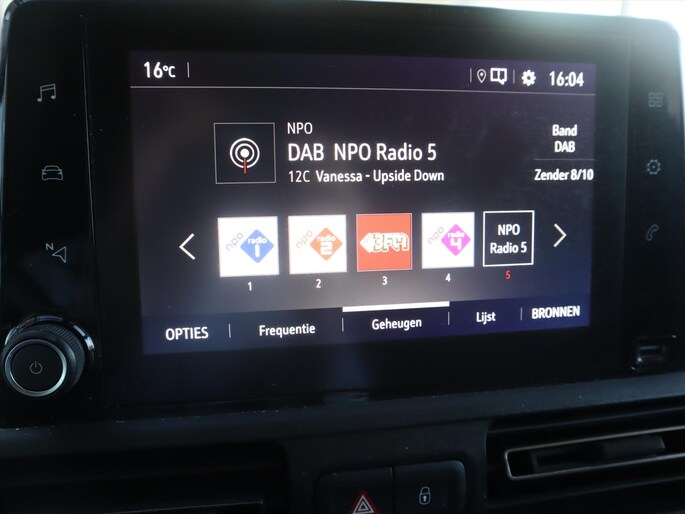 16°C
16:04
NPO
DAB NPO Radio 5
12C Vanessa - Upside Down
Band
DAB
Zender 8/10
npo radio 1
npo radio 2
3FM
npo radio 4
NPO
Radio 5
1
2
3
4
5
OPTIES
Frequentie
Geheugen
Lijst
BRONNEN
N